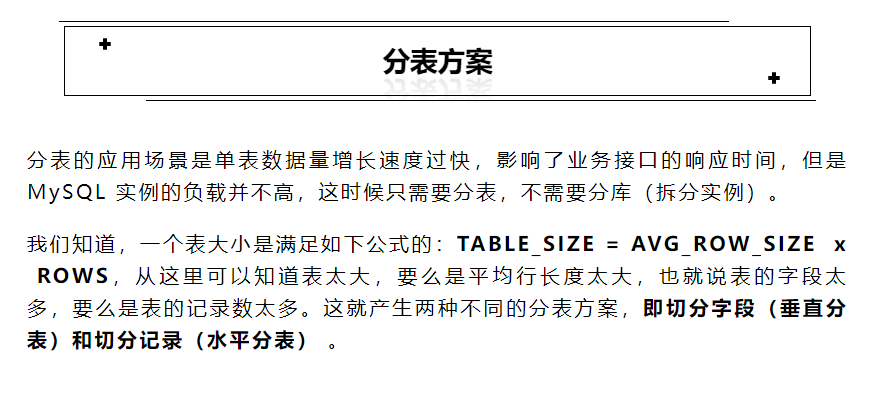 分表方案
分表的应用场景是单表数据量增长速度过快，影响了业务接口的响应时间，但是
MySQL 实例的负载并不高，这时候只需要分表，不需要分库（拆分实例）。
我们知道，一个表大小是满足如下公式的：TABLE_SIZE = AVG_ROW_SIZE x
ROWS，从这里可以知道表太大，要么是平均行长度太大，也就说表的字段太
多，要么是表的记录数太多。这就产生两种不同的分表方案，即切分字段（垂直分
表）和切分记录（水平分表） 。